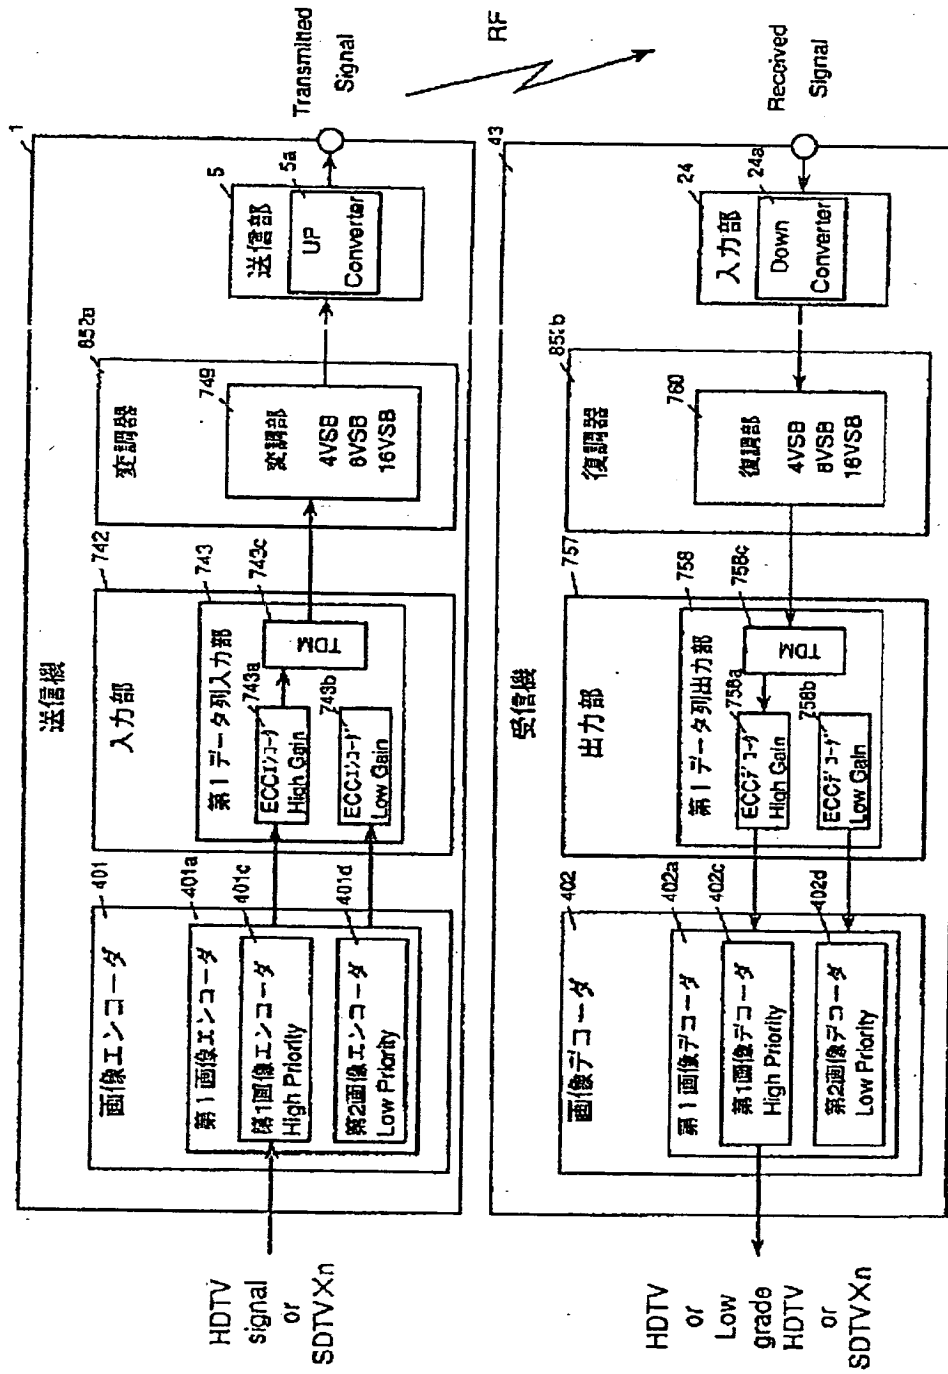 送信機
1
画像エンコーダ
401
第1画像エンコーダ
401a
第1画像エンコーダ
High Priority
401c
第2画像エンコーダ
Low Priority
401d
入力部
742
第1データ列入力部
743
ECCエンコーダ
High Gain
743a
ECCエンコーダ
Low Gain
743b
TDM
743c
変調器
852a
変調部
4VSB
8VSB
16VSB
749
送信部
5
UP
Converter
5a
Transmitted
Signal
HDTV
signal
or
SDTVXn
RF
受信機
43
画像デコーダ
402
第1画像デコーダ
402a
第1画像デコーダ
High Priority
402c
第2画像デコーダ
Low Priority
402d
出力部
757
第1データ列出力部
758
ECCデコーダ
High Gain
758a
ECCデコーダ
Low Gain
758b
TDM
758c
復調器
852b
復調部
4VSB
8VSB
16VSB
760
入力部
24
Down
Converter
24a
Received
Signal
HDTV
or
Low
grade
HDTV
or
SDTVXn